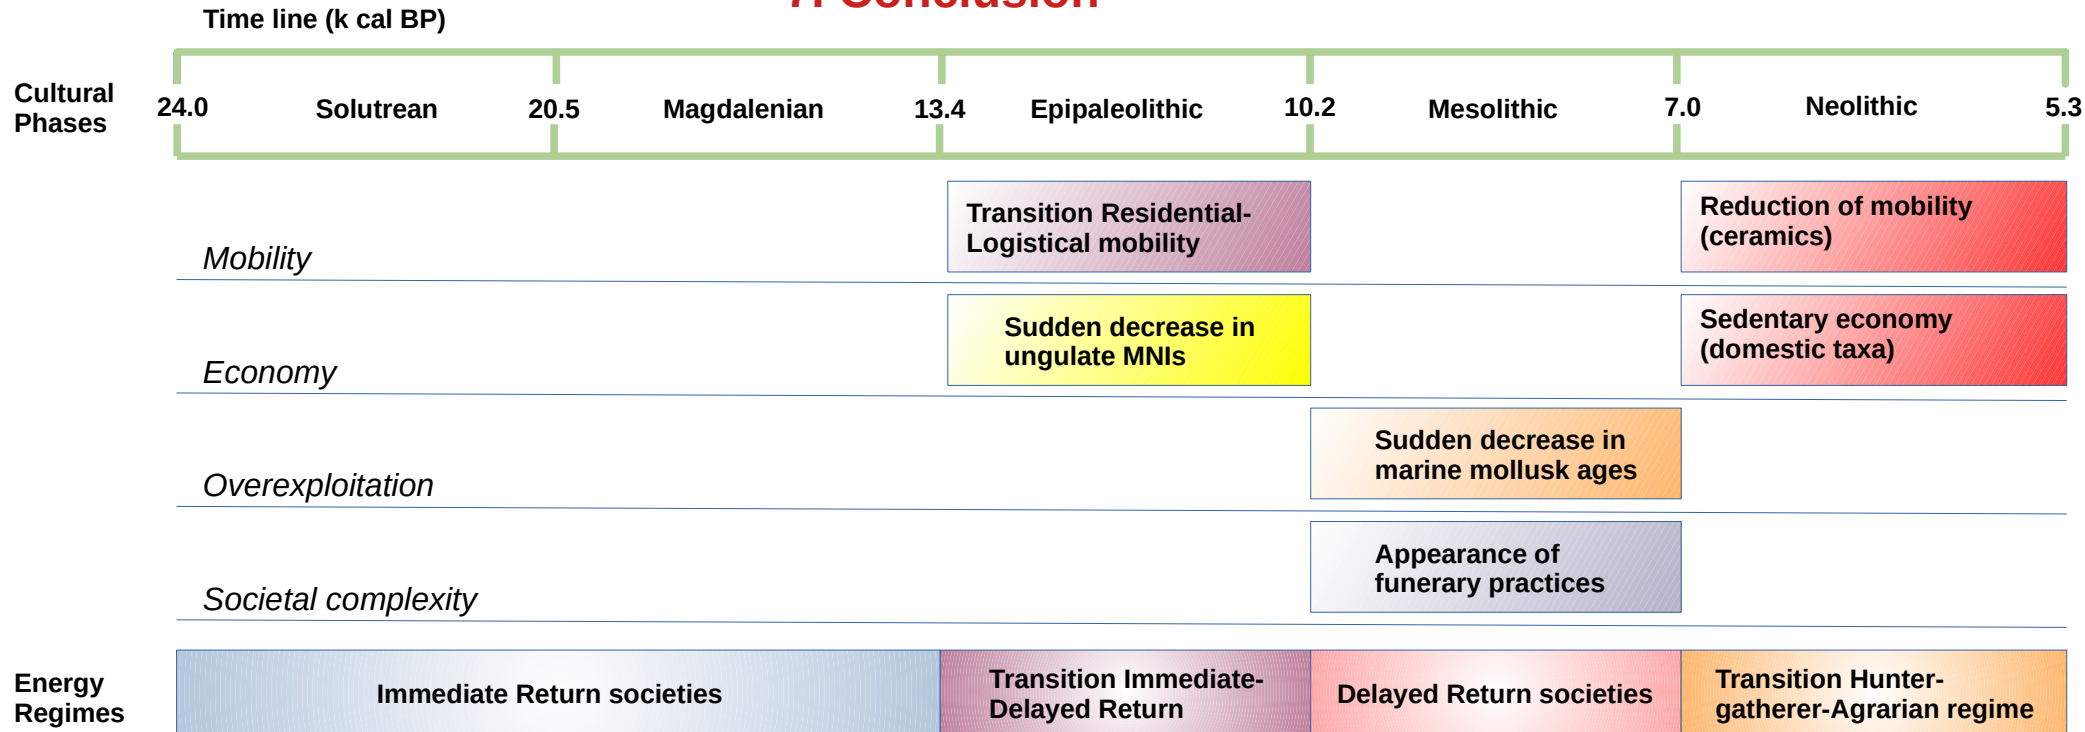 7. Conclusion
Time line (k cal BP)
Cultural
Phases
24.0
Solutrean
20.5
Magdalenian
13.4
Epipaleolithic
10.2
Mesolithic
7.0
Neolithic
5.3
Mobility
Transition Residential-
Logistical mobility
Reduction of mobility
(ceramics)
Economy
Sudden decrease in
ungulate MNIs
Sedentary economy
(domestic taxa)
Overexploitation
Sudden decrease in
marine mollusk ages
Societal complexity
Appearance of
funerary practices
Energy
Regimes
Immediate Return societies
Transition Immediate-
Delayed Return
Delayed Return societies
Transition Hunter-
gatherer-Agrarian regime